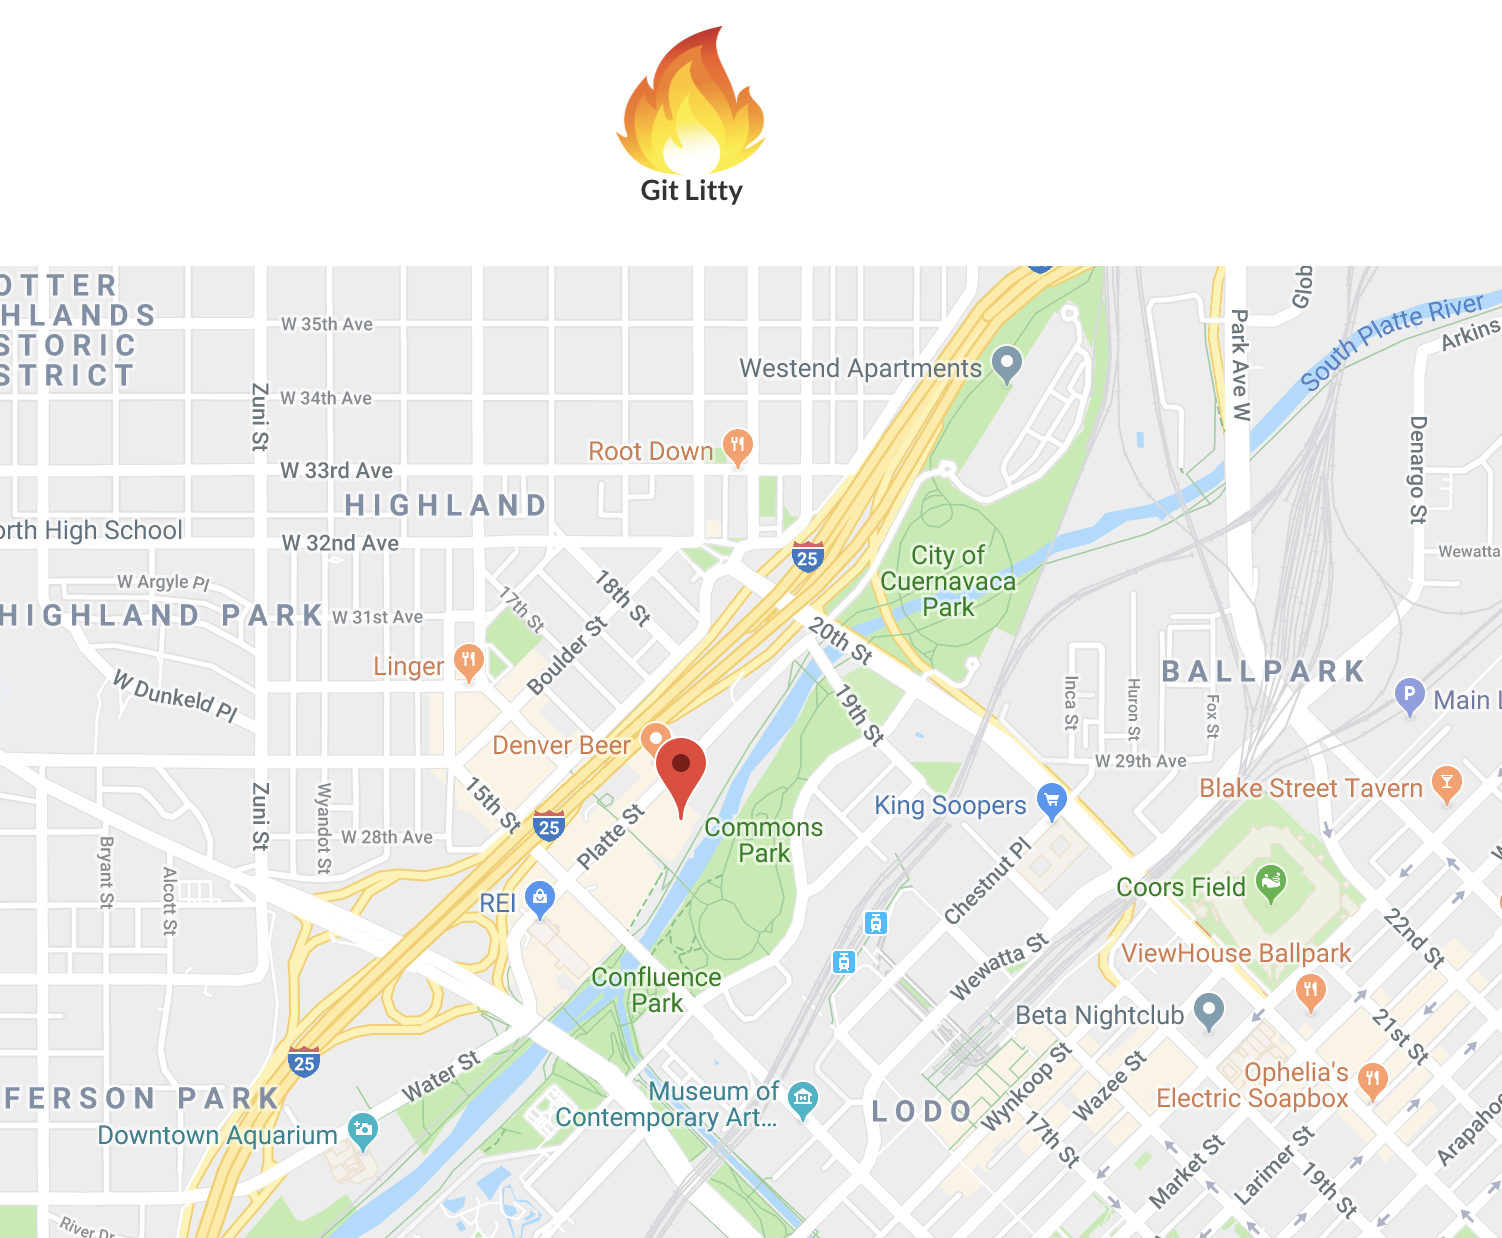 Git Litty
OTTER
HLANDS
STORIC
STRICT
W 35th Ave
W 34th Ave
W 33rd Ave
HIGHLAND
W 32nd Ave
orth High School
W Argyle Pl
HIGHLAND PARK
W 31st Ave
W Dunkeld Pl
Zuni St
Root Down
Westend Apartments
Park Ave W
Glob
South Platte River
Arkins
Denargo St
Wewatta
25
City of
Cuernavaca
Park
17th St
18th St
Boulder St
Linger
20th St
19th St
Inca St
Huron St
Fox St
BALLPARK
P
Main L
W 29th Ave
Denver Beer
15th St
25
Platte St
Commons
Park
King Soopers
Blake Street Tavern
Zuni St
Wyandot St
W 28th Ave
Bryant St
Alcott St
REI
Chestnut Pl
Coors Field
ViewHouse Ballpark
22nd St
Wewatta St
Confluence
Park
Beta Nightclub
21st St
25
Water St
FERSON PARK
Downtown Aquarium
Museum of
Contemporary Art...
LODO
Wynkoop St
Wazee St
Ophelia's
Electric Soapbox
17th St
Market St
Larimer St
19th St
Arapaho
River Dr